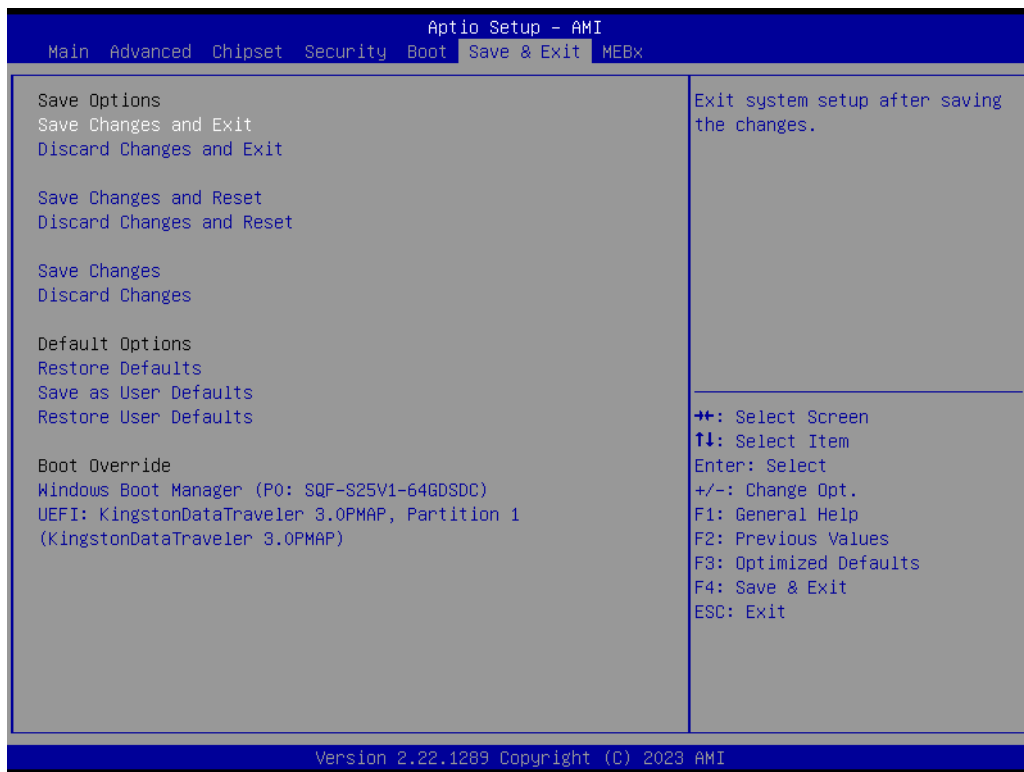 Aptio Setup – AMI
Main Advanced Chipset Security Boot Save & Exit MEBx
Save Options
Save Changes and Exit
Discard Changes and Exit
Save Changes and Reset
Discard Changes and Reset
Save Changes
Discard Changes
Default Options
Restore Defaults
Save as User Defaults
Restore User Defaults
Boot Override
Windows Boot Manager (P0: SQF-S25V1-64GDSDC)
UEFI: KingstonDataTraveler 3.0PMAP, Partition 1
(KingstonDataTraveler 3.0PMAP)
Exit system setup after saving
the changes.
→←: Select Screen
↑↓: Select Item
Enter: Select
+/-: Change Opt.
F1: General Help
F2: Previous Values
F3: Optimized Defaults
F4: Save & Exit
ESC: Exit
Version 2.22.1289 Copyright (C) 2023 AMI